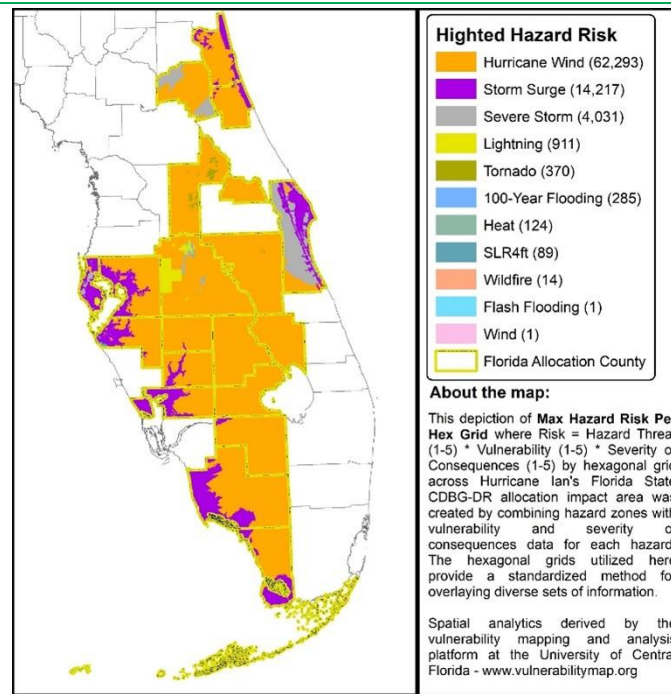 Highted Hazard Risk
Hurricane Wind (62,293)
Storm Surge (14,217)
Severe Storm (4,031)
Lightning (911)
Tornado (370)
100-Year Flooding (285)
Heat (124)
SLR4ft (89)
Wildfire (14)
Flash Flooding (1)
Wind (1)
Florida Allocation County
About the map:
This depiction of Max Hazard Risk Pe
Hex Grid where Risk = Hazard Threa
(1-5) * Vulnerability (1-5) * Severity o
Consequences (1-5) by hexagonal grid
across Hurricane Ian's Florida State
CDBG-DR allocation impact area was
created by combining hazard zones with
vulnerability and severity o
consequences data for each hazard
The hexagonal grids utilized here
provide a standardized method fo
overlaying diverse sets of information.
Spatial analytics derived by the
vulnerability mapping and analysis
platform at the University of Centra
Florida - www.vulnerabilitymap.org